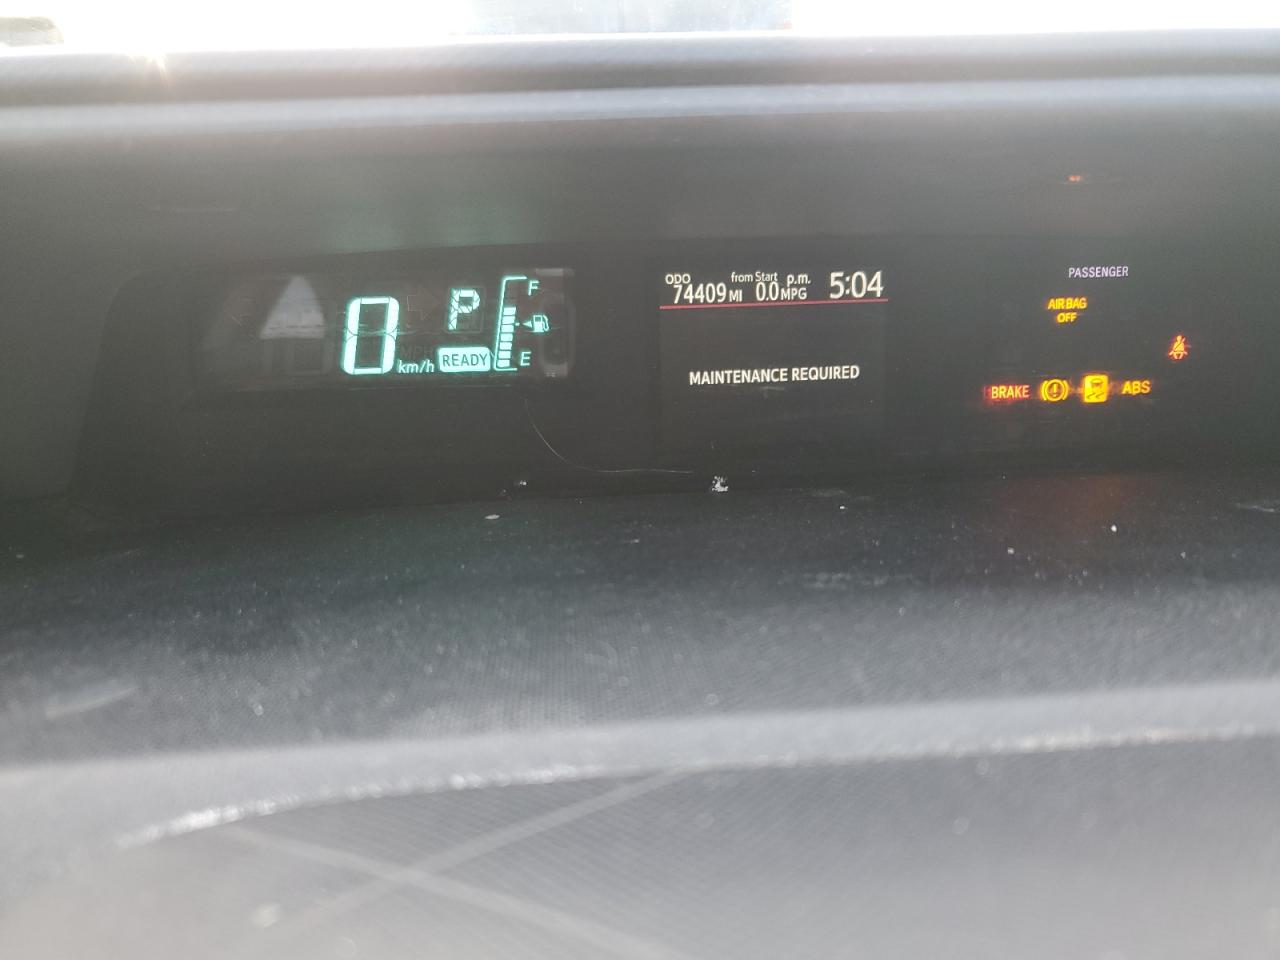 0 km/h
P
READY
F
E
ODO 74409 MI
from Start 0.0 MPG
p.m. 5:04
MAINTENANCE REQUIRED
PASSENGER
AIRBAG
OFF
BRAKE ABS